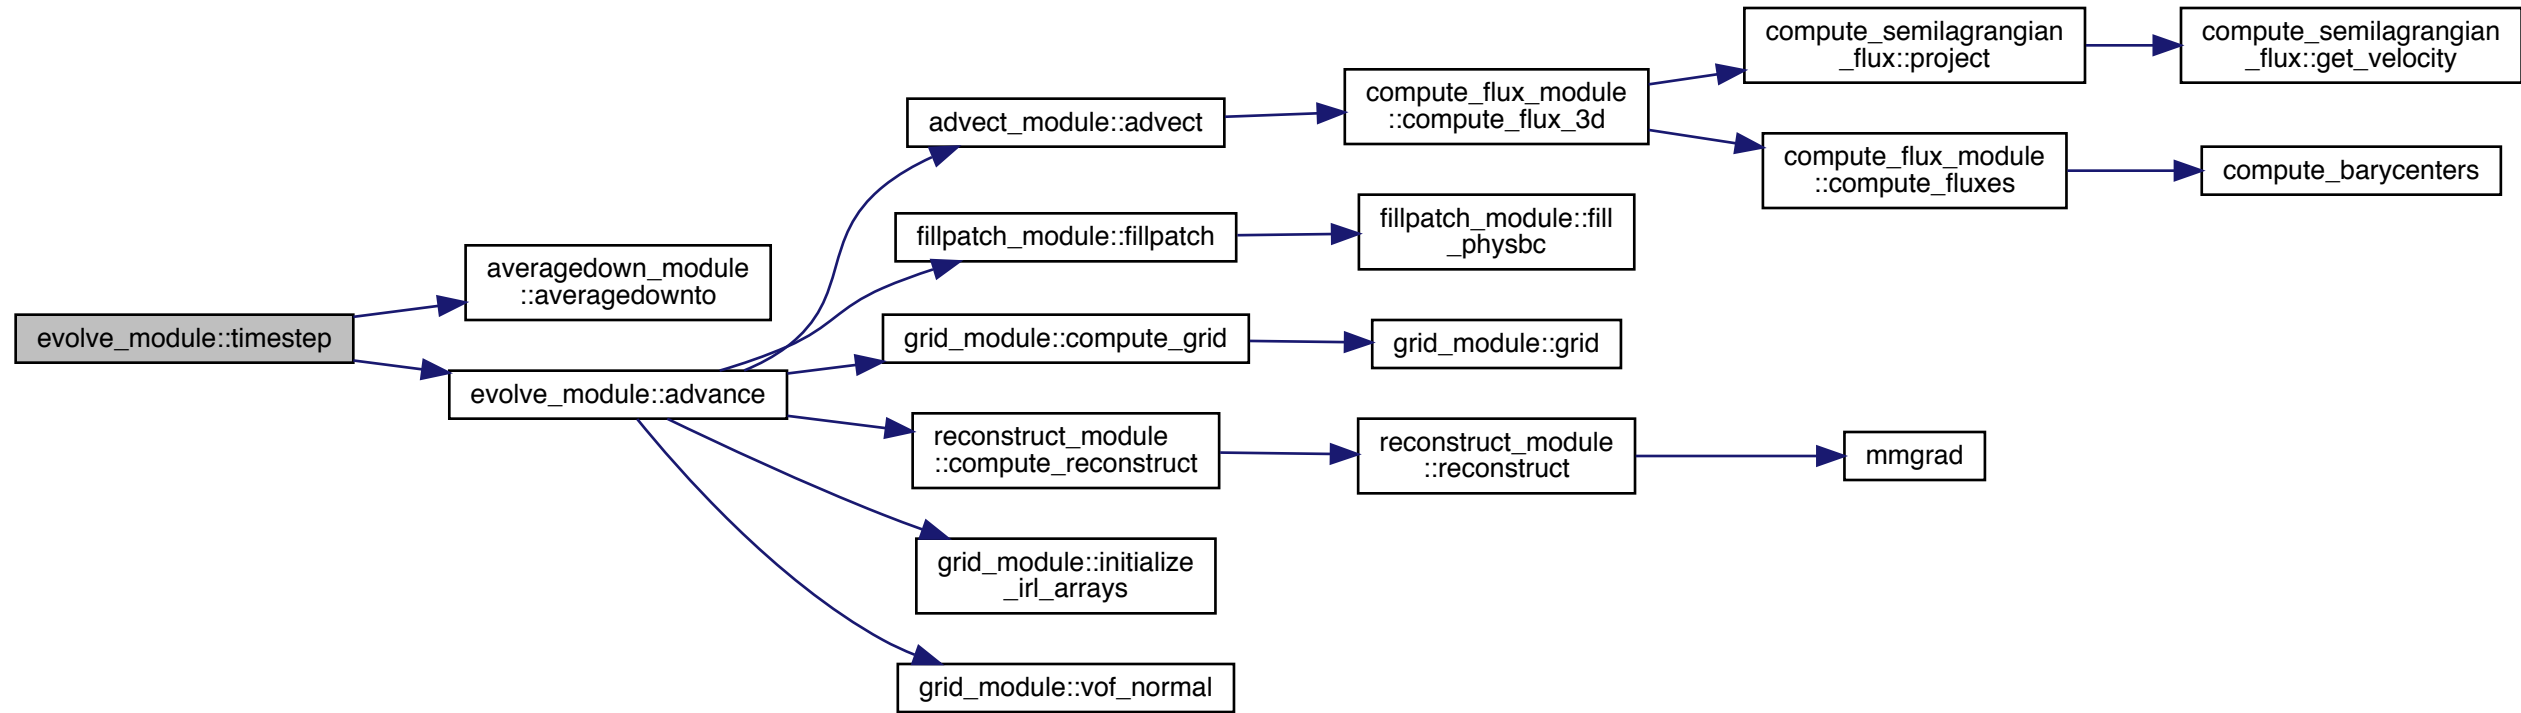 evolve_module::timestep
averagedown_module
::averagedownto
evolve_module::advance
advect_module::advect
fillpatch_module::fillpatch
grid_module::compute_grid
reconstruct_module
::compute_reconstruct
grid_module::initialize
_irl_arrays
grid_module::vof_normal
compute_flux_module
::compute_flux_3d
fillpatch_module::fill
_physbc
grid_module::grid
reconstruct_module
::reconstruct
compute_semilagrangian
_flux::project
compute_flux_module
::compute_fluxes
mmgrad
compute_semilagrangian
_flux::get_velocity
compute_barycenters